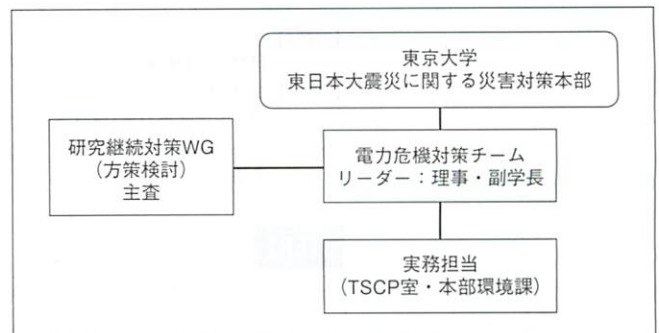 東京大学
東日本大震災に関する災害対策本部
研究継続対策WG
（方策検討）
主査
電力危機対策チーム
リーダー：理事・副学長
実務担当
(TSCP室・本部環境課)